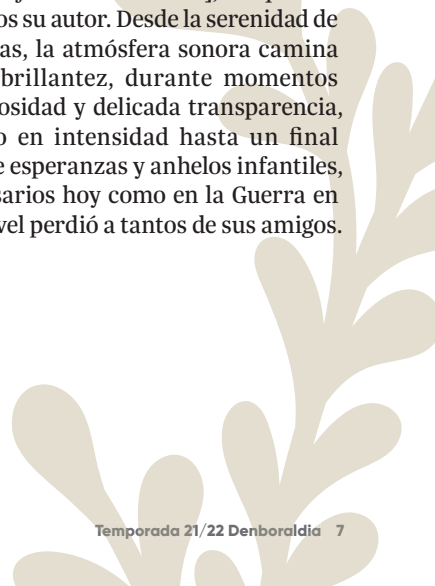 os su autor. Desde la serenidad de
as, la atmósfera sonora camina
brillantez, durante momentos
osidad y delicada transparencia,
o en intensidad hasta un final
e esperanzas y anhelos infantiles,
sarios hoy como en la Guerra en
vel perdió a tantos de sus amigos.
Temporada 21/22 Denboraldia 7